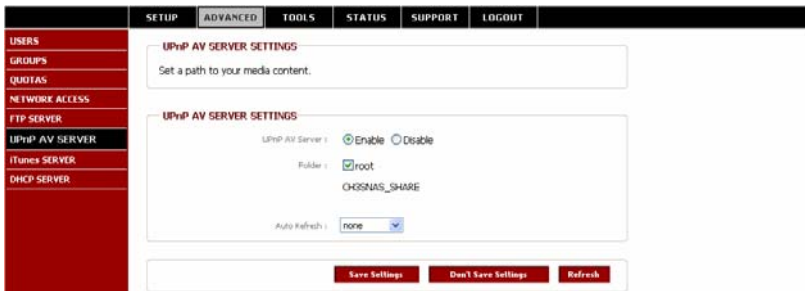 SETUP ADVANCED TOOLS STATUS SUPPORT LOGOUT
USERS
GROUPS
QUOTAS
NETWORK ACCESS
FTP SERVER
UPnP AV SERVER
iTunes SERVER
DHCP SERVER
UPnP AV SERVER SETTINGS
Set a path to your media content.
UPnP AV SERVER SETTINGS
UPnP AV Server : Enable Disable
Folder : root
CH3SNAS_SHARE
Auto Refresh : none
Save Settings Don't Save Settings Refresh